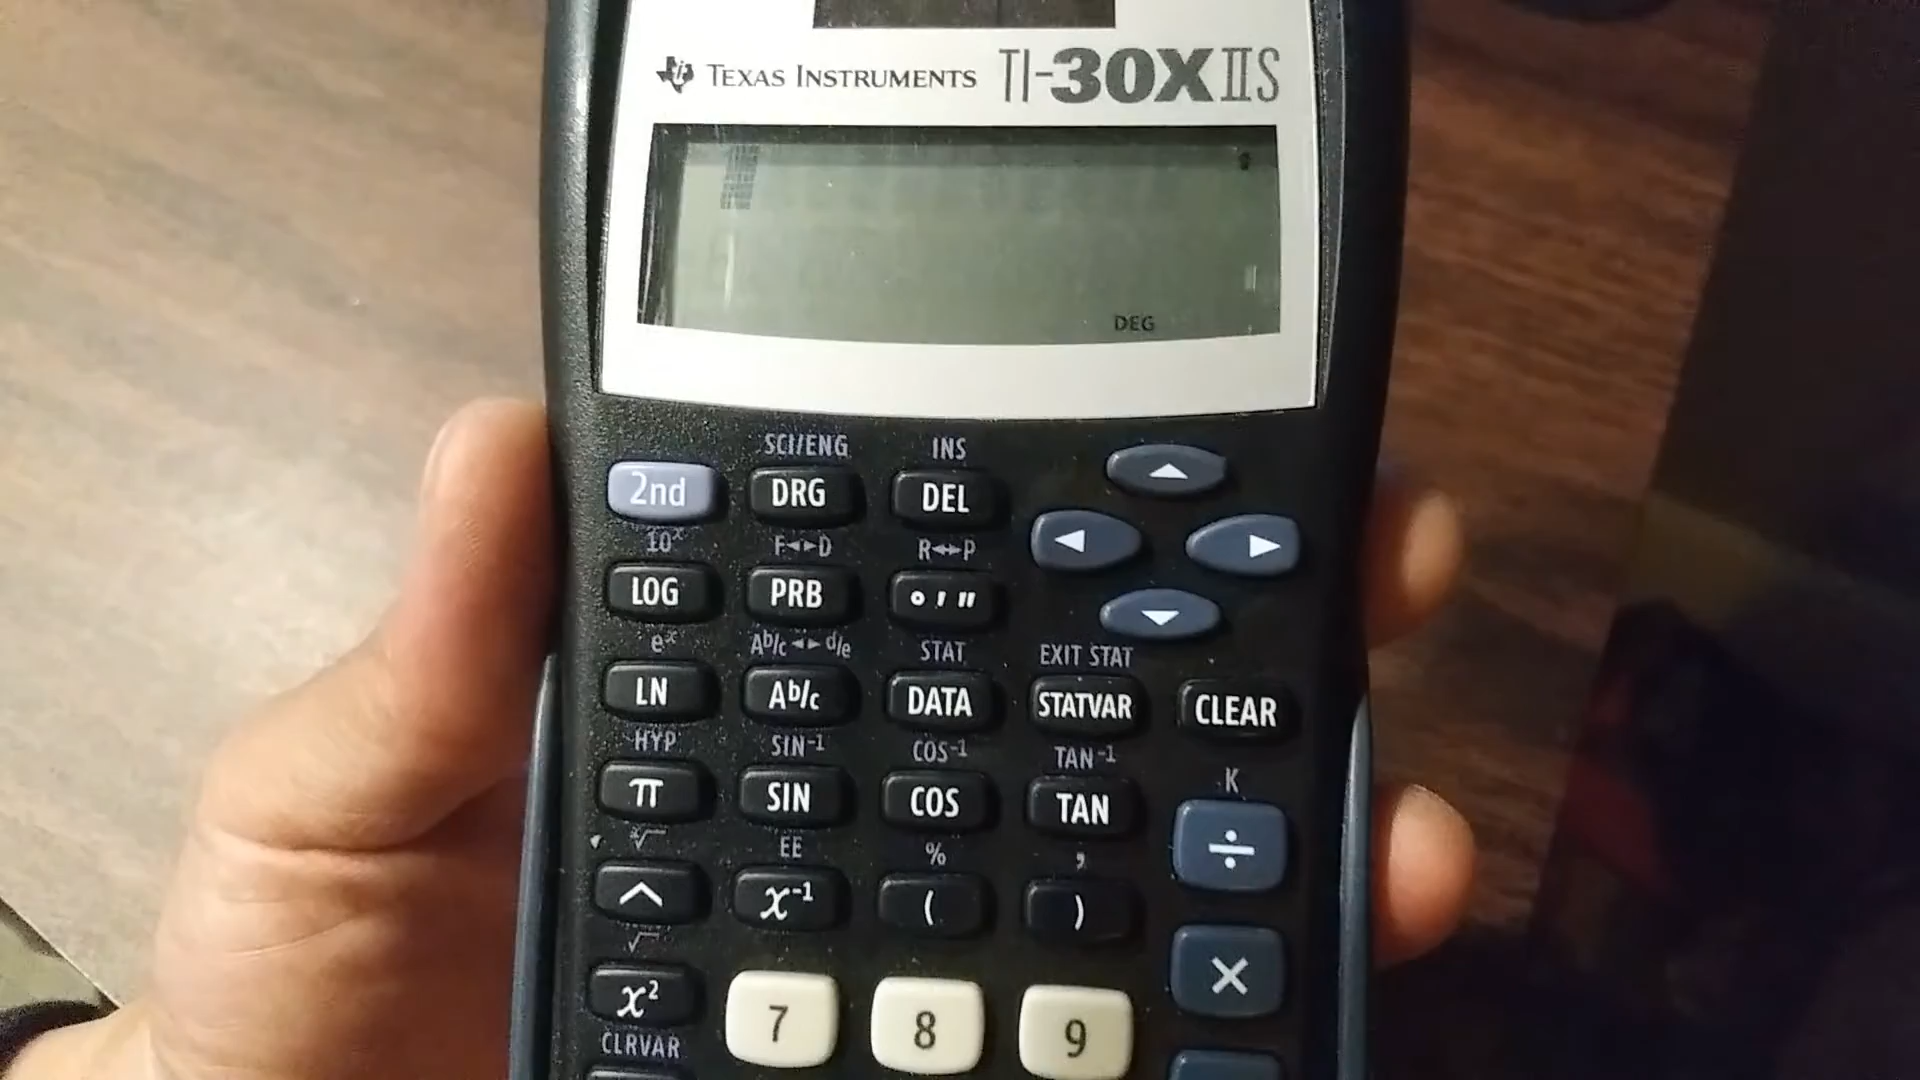 TEXAS INSTRUMENTS TI-30X IIS
DEG
SCI/ENG INS
2nd DRG DEL
10ˣ F◄►D R◄►P
LOG PRB ° ' "
eˣ Ab/c◄►d/e STAT EXIT STAT
LN Ab/c DATA STATVAR CLEAR
HYP SIN⁻¹ COS⁻¹ TAN⁻¹ K
π SIN COS TAN ÷
ˣ√ EE % ,
^ x⁻¹ ( )
√ ×
x² 7 8 9
CLRVAR